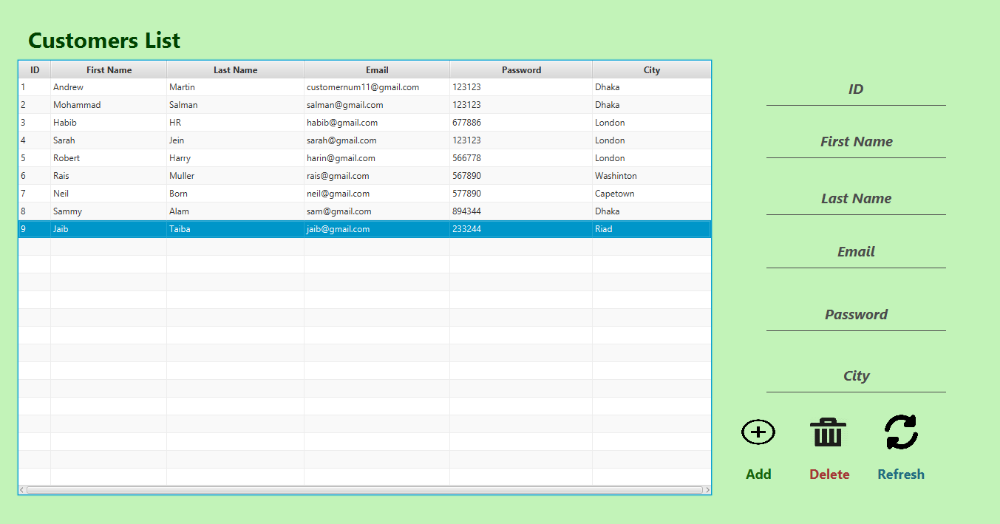 Customers List
ID First Name Last Name Email Password City
1 Andrew Martin customernum11@gmail.com 123123 Dhaka
2 Mohammad Salman salman@gmail.com 123123 Dhaka
3 Habib HR habib@gmail.com 677886 London
4 Sarah Jein sarah@gmail.com 123123 London
5 Robert Harry harin@gmail.com 566778 London
6 Rais Muller rais@gmail.com 567890 Washinton
7 Neil Born neil@gmail.com 577890 Capetown
8 Sammy Alam sam@gmail.com 894344 Dhaka
9 Jaib Taiba jaib@gmail.com 233244 Riad
ID
First Name
Last Name
Email
Password
City
Add Delete Refresh